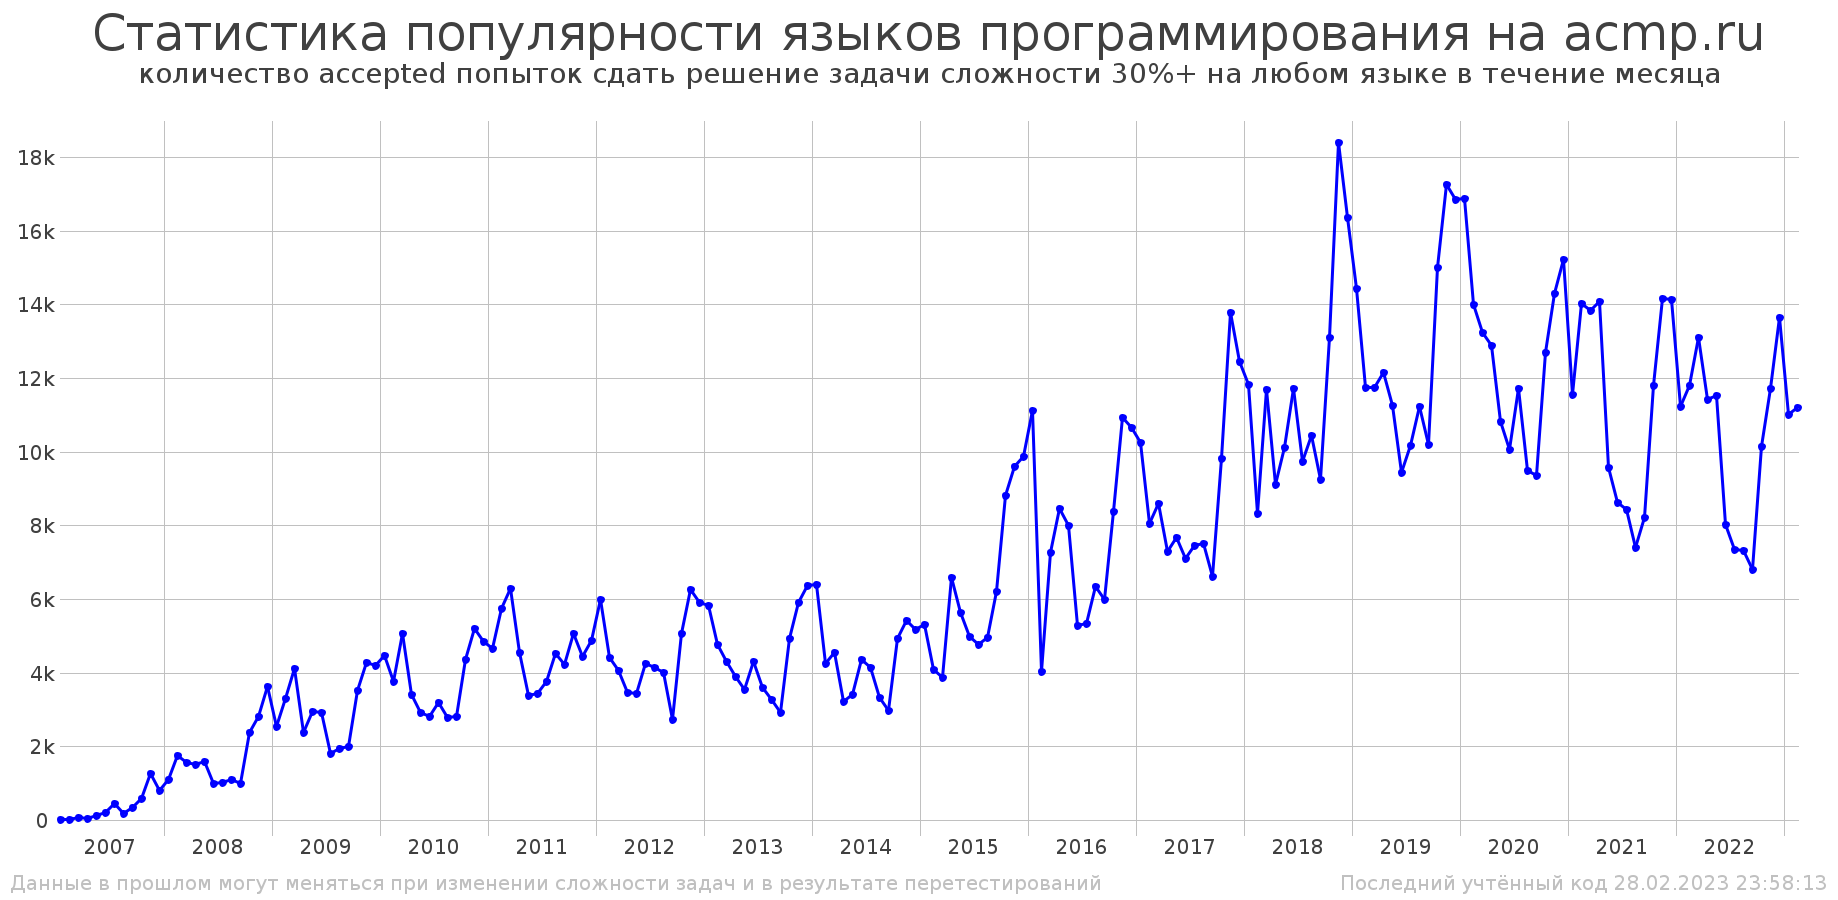 Статистика популярности языков программирования на acmp.ru
количество accepted попыток сдать решение задачи сложности 30%+ на любом языке в течение месяца
18k
16k
14k
12k
10k
8k
6k
4k
2k
0
2007 2008 2009 2010 2011 2012 2013 2014 2015 2016 2017 2018 2019 2020 2021 2022
Данные в прошлом могут меняться при изменении сложности задач и в результате перетестирований
Последний учтённый код 28.02.2023 23:58:13